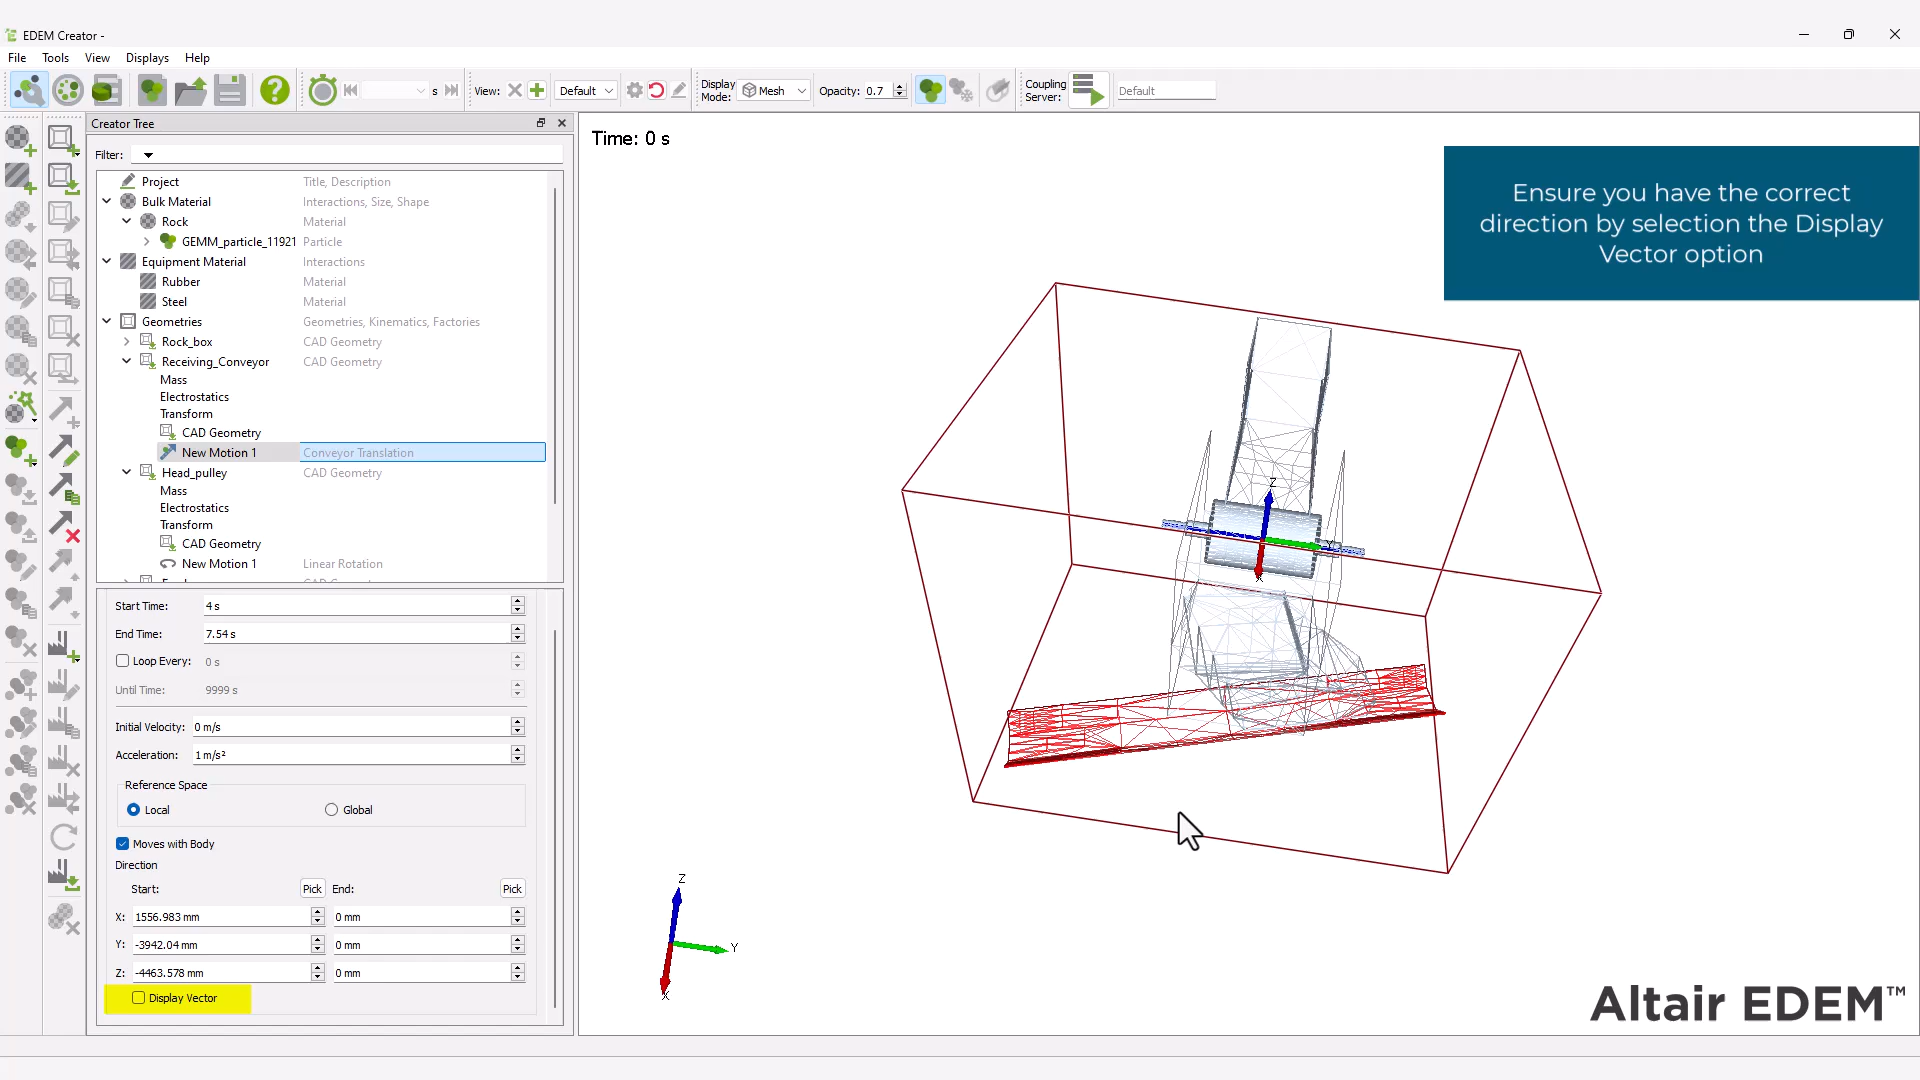 EDEM Creator -
File Tools View Displays Help
s View: Default Display Mode: Mesh Opacity: 0.7 Coupling Server: Default
Creator Tree
Filter:
Project Title, Description
Bulk Material Interactions, Size, Shape
Rock Material
GEMM_particle_11921 Particle
Equipment Material Interactions
Rubber Material
Steel Material
Geometries Geometries, Kinematics, Factories
Rock_box CAD Geometry
Receiving_Conveyor CAD Geometry
Mass
Electrostatics
Transform
CAD Geometry
New Motion 1 Conveyor Translation
Head_pulley CAD Geometry
Mass
Electrostatics
Transform
CAD Geometry
New Motion 1 Linear Rotation
Start Time: 4 s
End Time: 7.54 s
Loop Every: 0 s
Until Time: 9999 s
Initial Velocity: 0 m/s
Acceleration: 1 m/s²
Reference Space
Local Global
Moves with Body
Direction
Start: Pick End: Pick
X: 1556.983 mm 0 mm
Y: -3942.04 mm 0 mm
Z: -4463.578 mm 0 mm
Display Vector
Time: 0 s
Ensure you have the correct
direction by selection the Display
Vector option
Z
Y
X
Z
Y
X
Altair EDEM™